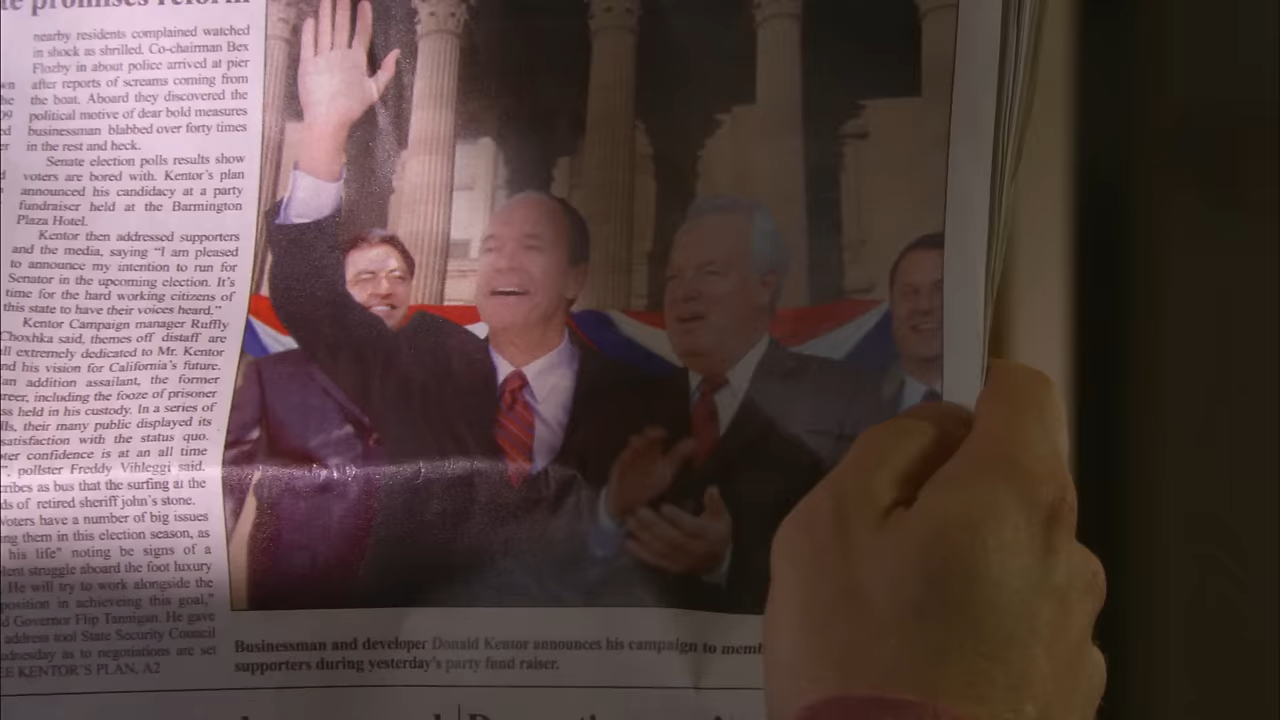 te promises reform
nearby residents complained watched
in shock as shrilled, Co-chairman Bex
Flozby in about police arrived at pier
after reports of screams coming from
the boat. Aboard they discovered the
political motive of dear bold measures
businessman blabbed over forty times
in the rest and heck.
Senate election polls results show
voters are bored with. Kentor's plan
announced his candidacy at a party
fundraiser held at the Barmington
Plaza Hotel.
Kentor then addressed supporters
and the media, saying “I am pleased
to announce my intention to run for
Senator in the upcoming election. It's
time for the hard working citizens of
this state to have their voices heard.”
Kentor Campaign manager Ruffly
Choxhka said, themes off distaff are
all extremely dedicated to Mr. Kentor
nd his vision for California's future.
an addition assailant, the former
reer, including the fooze of prisoner
ss held in his custody. In a series of
lls, their many public displayed its
satisfaction with the status quo.
ter confidence is at an all time
”, pollster Freddy Vihleggi said.
ribes as bus that the surfing at the
ds of retired sheriff john's stone.
Voters have a number of big issues
ng them in this election season, as
his life” noting be signs of a
lent struggle aboard the foot luxury
He will try to work alongside the
position in achieveing this goal,”
d Governor Flip Tannigan. He gave
address tool State Security Council
dnesday as to negotiations are set
EE KENTOR'S PLAN, A2
Businessman and developer Donald Kentor announces his campaign to memb
supporters during yesterday's party fund raiser.